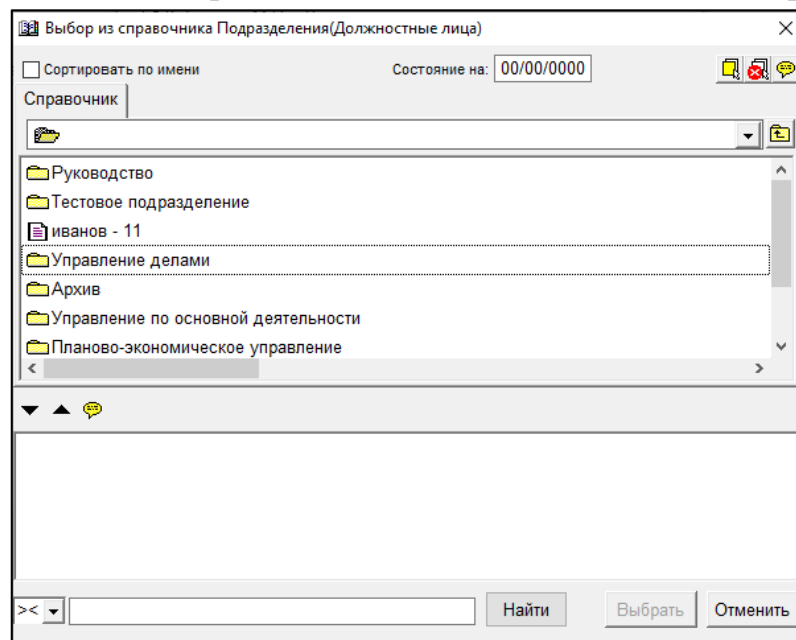 Выбор из справочника Подразделения(Должностные лица)
Сортировать по имени Состояние на: 00/00/0000
Справочник
Руководство
Тестовое подразделение
иванов - 11
Управление делами
Архив
Управление по основной деятельности
Планово-экономическое управление
>< Найти Выбрать Отменить